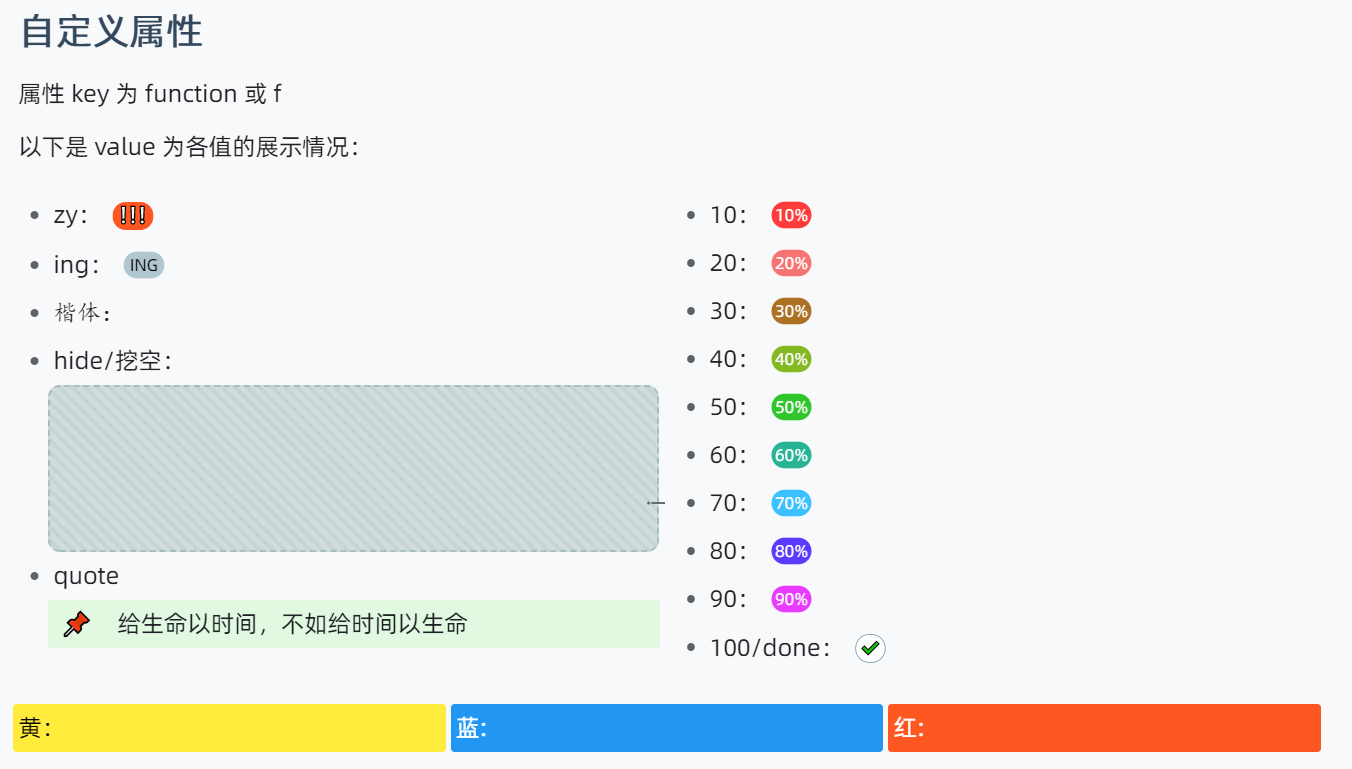 自定义属性
属性 key 为 function 或 f
以下是 value 为各值的展示情况：
zy： !!!
ing： ING
楷体：
hide/挖空：
quote
给生命以时间，不如给时间以生命
10： 10%
20： 20%
30： 30%
40： 40%
50： 50%
60： 60%
70： 70%
80： 80%
90： 90%
100/done：
黄：
蓝：
红：